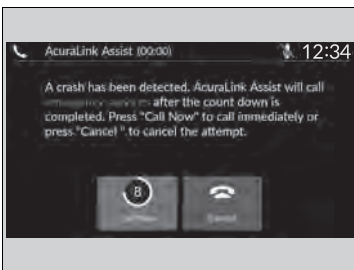 AcuraLink Assist (00:00) 12:34
A crash has been detected. AcuraLink Assist will call
after the count down is
completed. Press "Call Now" to call immediately or
press "Cancel " to cancel the attempt.
8
Cancel